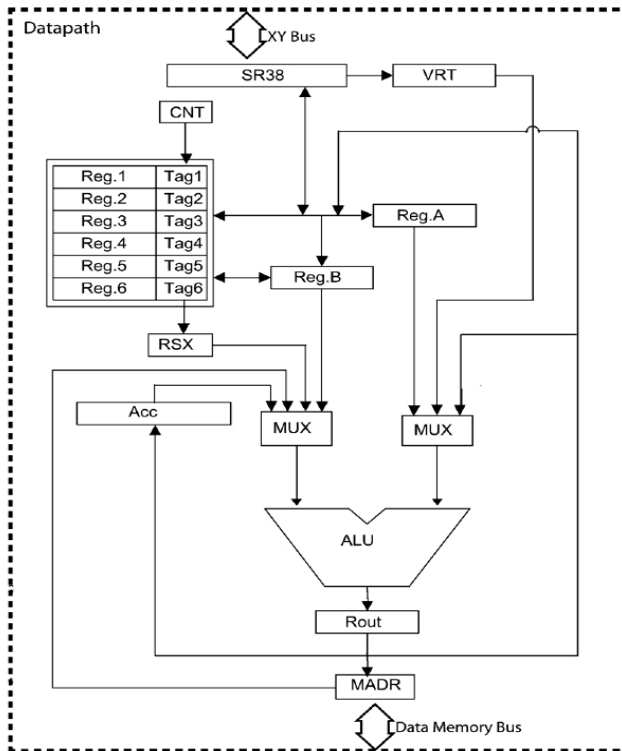 Datapath
XY Bus
SR38
VRT
CNT
Reg.1 Tag1
Reg.2 Tag2
Reg.3 Tag3
Reg.4 Tag4
Reg.5 Tag5
Reg.6 Tag6
Reg.A
Reg.B
RSX
Acc
MUX
MUX
ALU
Rout
MADR
Data Memory Bus